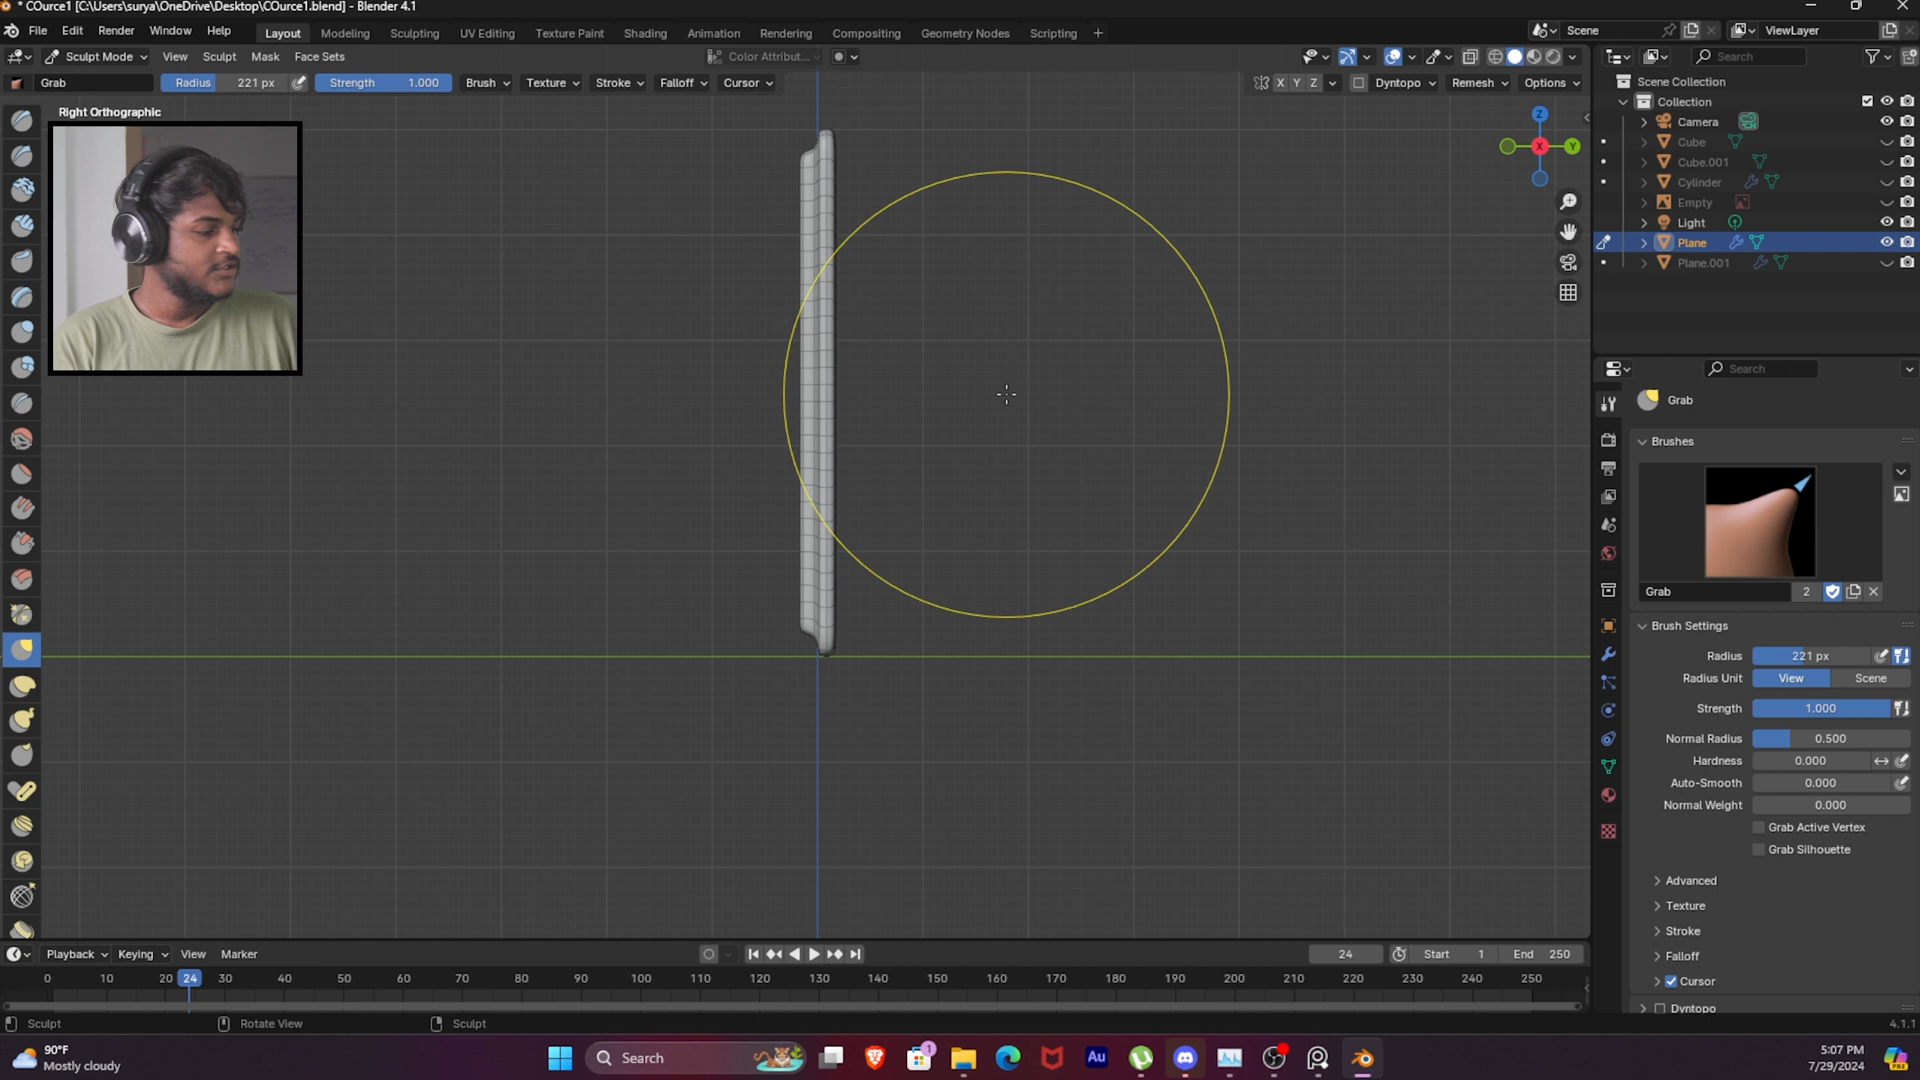 * COurce1 [C:\Users\surya\OneDrive\Desktop\COurce1.blend] - Blender 4.1
File Edit Render Window Help Layout Modeling Sculpting UV Editing Texture Paint Shading Animation Rendering Compositing Geometry Nodes Scripting + Scene ViewLayer
Sculpt Mode View Sculpt Mask Face Sets Color Attribut... Search
Grab Radius 221 px Strength 1.000 Brush Texture Stroke Falloff Cursor X Y Z Dyntopo Remesh Options
Right Orthographic
Z
X Y
Scene Collection
Collection
Camera
Cube
Cube.001
Cylinder
Empty
Light
Plane
Plane.001
Search
Grab
Brushes
Grab 2
Brush Settings
Radius 221 px
Radius Unit View Scene
Strength 1.000
Normal Radius 0.500
Hardness 0.000
Auto-Smooth 0.000
Normal Weight 0.000
Grab Active Vertex
Grab Silhouette
Advanced
Texture
Stroke
Falloff
Cursor
Dyntopo
Playback Keying View Marker 24 Start 1 End 250
0 10 20 24 30 40 50 60 70 80 90 100 110 120 130 140 150 160 170 180 190 200 210 220 230 240 250
Sculpt Rotate View Sculpt 4.1.1
90°F
Mostly cloudy
Search
1
Au
5:07 PM
7/29/2024
PRE